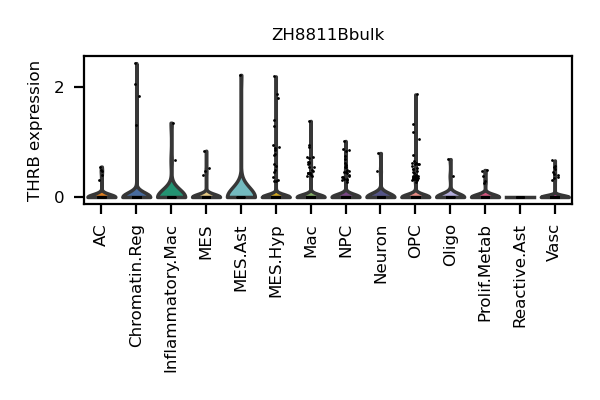 ZH8811Bbulk
THRB expression
2
0
AC
Chromatin.Reg
Inflammatory.Mac
MES
MES.Ast
MES.Hyp
Mac
NPC
Neuron
OPC
Oligo
Prolif.Metab
Reactive.Ast
Vasc